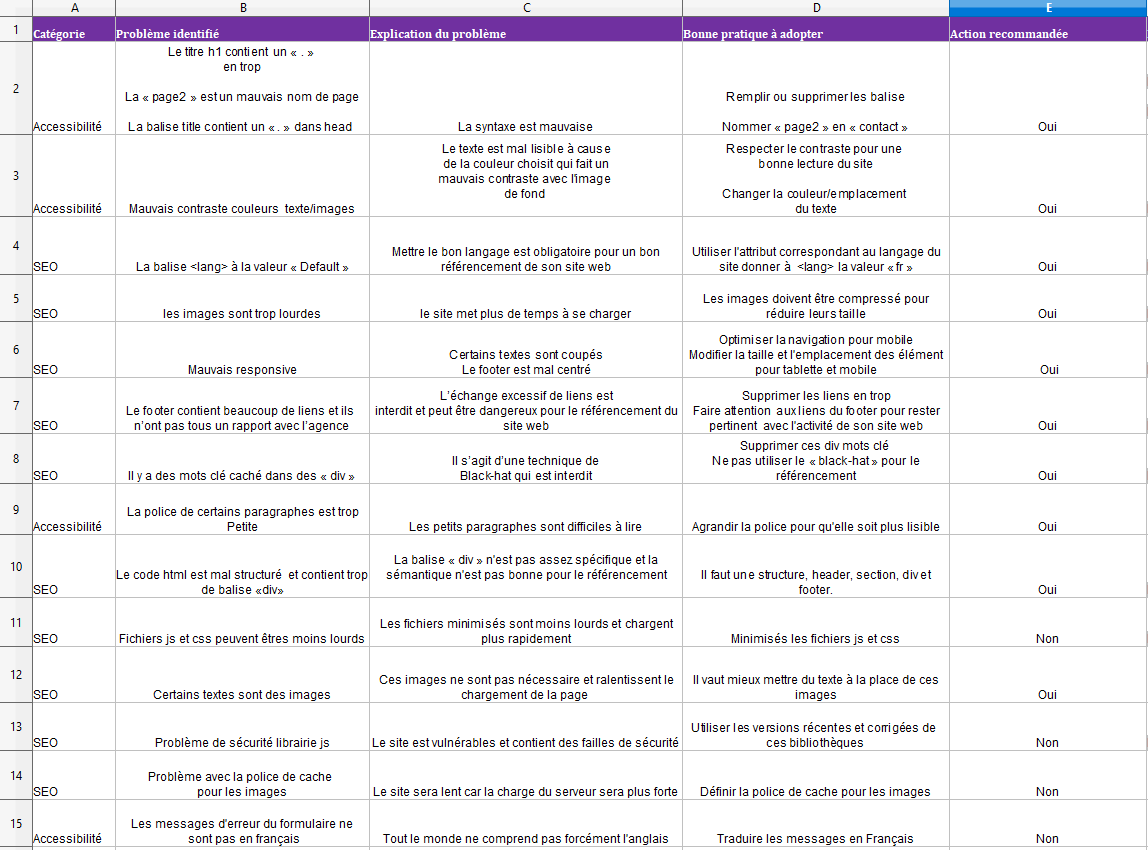 A B C D E
1 Catégorie Problème identifié Explication du problème Bonne pratique à adopter Action recommandée
2
Accessibilité
Le titre h1 contient un « . »
en trop
La « page2 » est un mauvais nom de page
La balise title contient un « . » dans head
La syntaxe est mauvaise
Remplir ou supprimer les balise
Nommer « page2 » en « contact »
Oui
3
Accessibilité
Mauvais contraste couleurs texte/images
Le texte est mal lisible à cause
de la couleur choisit qui fait un
mauvais contraste avec l'image
de fond
Respecter le contraste pour une
bonne lecture du site
Changer la couleur/emplacement
du texte
Oui
4
SEO
La balise <lang> à la valeur « Default »
Mettre le bon langage est obligatoire pour un bon
référencement de son site web
Utiliser l'attribut correspondant au langage du
site donner à <lang> la valeur « fr »
Oui
5
SEO
les images sont trop lourdes
le site met plus de temps à se charger
Les images doivent être compressé pour
réduire leurs taille
Oui
6
SEO
Mauvais responsive
Certains textes sont coupés
Le footer est mal centré
Optimiser la navigation pour mobile
Modifier la taille et l'emplacement des élément
pour tablette et mobile
Oui
7
SEO
Le footer contient beaucoup de liens et ils
n'ont pas tous un rapport avec l'agence
L'échange excessif de liens est
interdit et peut être dangereux pour le référencement du
site web
Supprimer les liens en trop
Faire attention aux liens du footer pour rester
pertinent avec l'activité de son site web
Oui
8
SEO
Il y a des mots clé caché dans des « div »
Il s'agit d'une technique de
Black-hat qui est interdit
Supprimer ces div mots clé
Ne pas utiliser le « black-hat » pour le
référencement
Oui
9
Accessibilité
La police de certains paragraphes est trop
Petite
Les petits paragraphes sont difficiles à lire
Agrandir la police pour qu'elle soit plus lisible
Oui
10
SEO
Le code html est mal structuré et contient trop
de balise «div»
La balise « div » n'est pas assez spécifique et la
sémantique n'est pas bonne pour le référencement
Il faut une structure, header, section, div et
footer.
Oui
11
SEO
Fichiers js et css peuvent êtres moins lourds
Les fichiers minimisés sont moins lourds et chargent
plus rapidement
Minimisés les fichiers js et css
Non
12
SEO
Certains textes sont des images
Ces images ne sont pas nécessaire et ralentissent le
chargement de la page
Il vaut mieux mettre du texte à la place de ces
images
Oui
13
SEO
Problème de sécurité librairie js
Le site est vulnérables et contient des failles de sécurité
Utiliser les versions récentes et corrigées de
ces bibliothèques
Non
14
SEO
Problème avec la police de cache
pour les images
Le site sera lent car la charge du serveur sera plus forte
Définir la police de cache pour les images
Non
15
Accessibilité
Les messages d'erreur du formulaire ne
sont pas en français
Tout le monde ne comprend pas forcément l'anglais
Traduire les messages en Français
Non